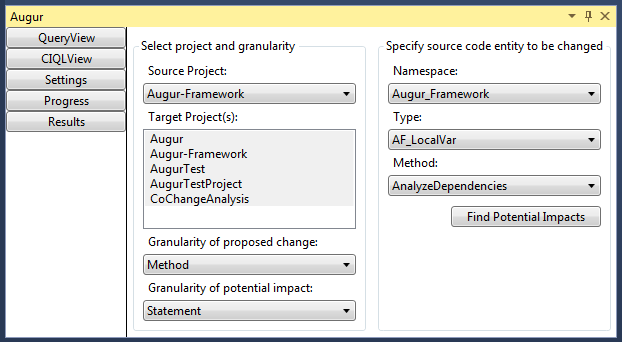 Augur
QueryView
CIQLView
Settings
Progress
Results
Select project and granularity
Source Project:
Augur-Framework
Target Project(s):
Augur
Augur-Framework
AugurTest
AugurTestProject
CoChangeAnalysis
Granularity of proposed change:
Method
Granularity of potential impact:
Statement
Specify source code entity to be changed
Namespace:
Augur_Framework
Type:
AF_LocalVar
Method:
AnalyzeDependencies
Find Potential Impacts